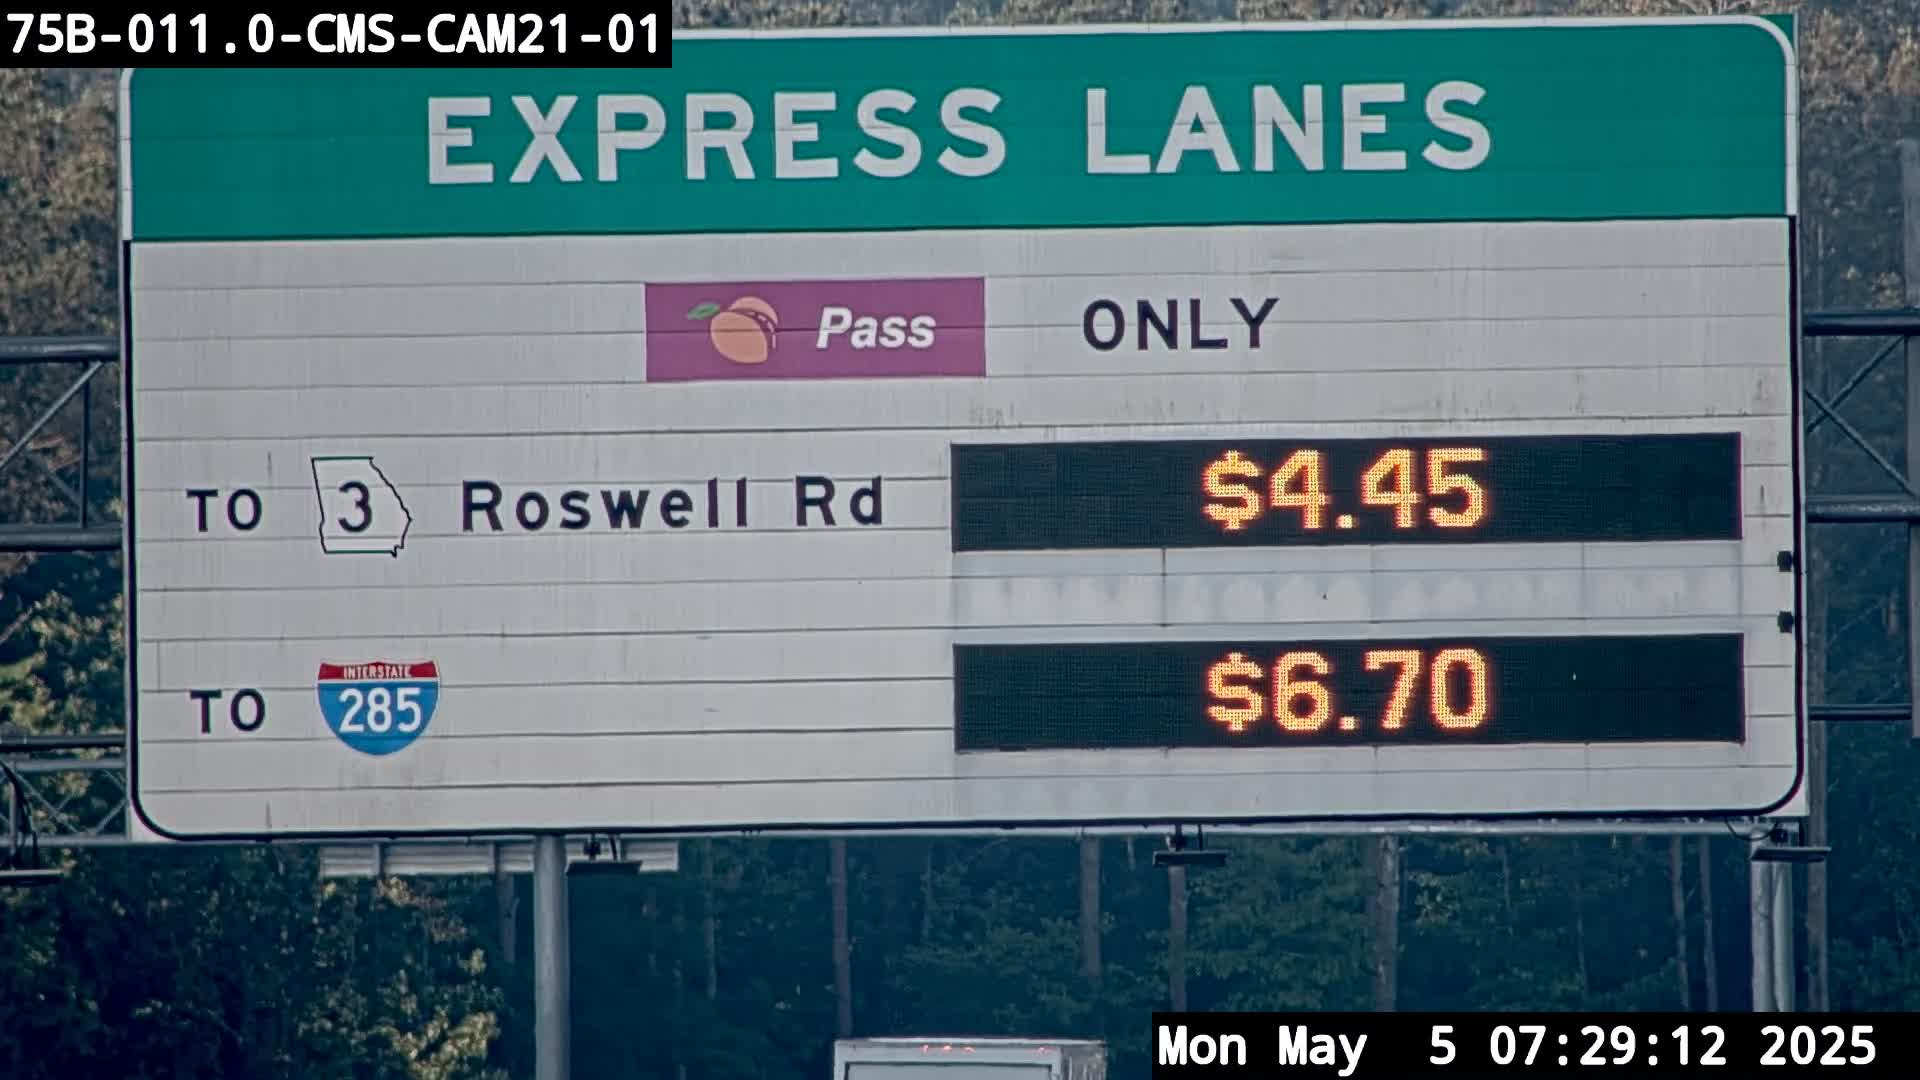 75B-011.0-CMS-CAM21-01
EXPRESS LANES
Pass ONLY
TO 3 Roswell Rd $4.45
TO INTERSTATE 285 $6.70
Mon May 5 07:29:12 2025